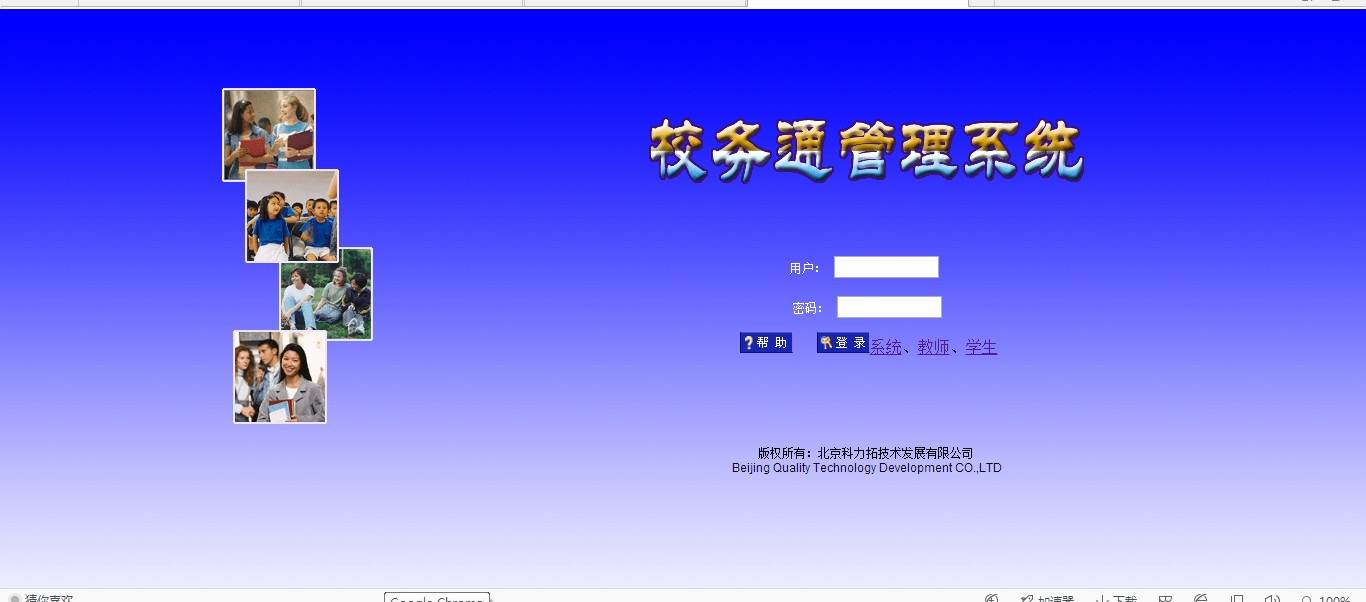 校务通管理系统
用户：
密码：
帮 助
登 录 系统、教师、学生
版权所有：北京科力拓技术发展有限公司
Beijing Quality Technology Development CO.,LTD
猜你喜欢
Google Chrome
加速器
下载
100%